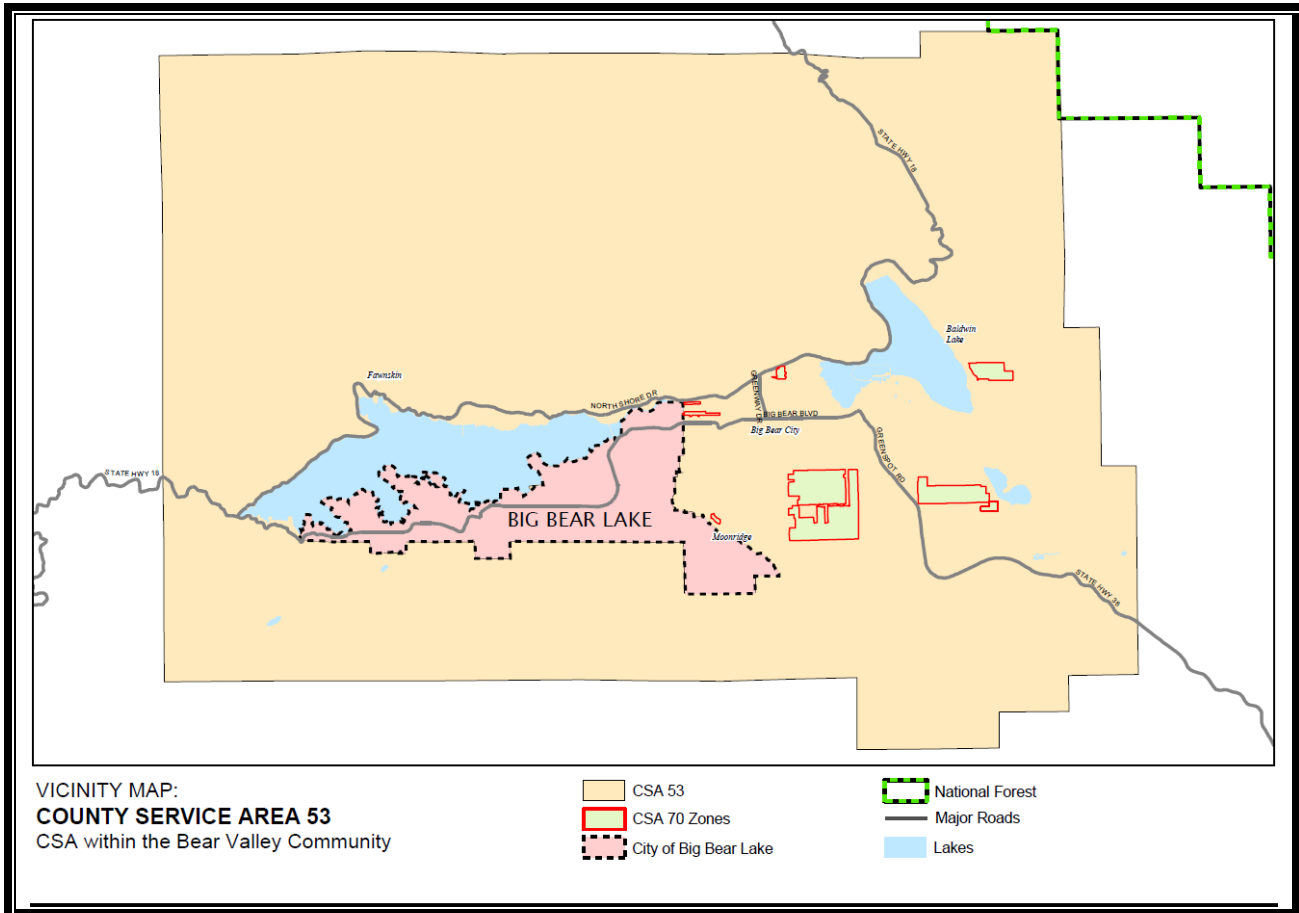 STATE HWY 18
Baldwin
Lake
Fawnskin
NORTH SHORE DR
GREENWAY DR
BIG BEAR BLVD
Big Bear City
GREENSPOT RD
STATE HWY 18
BIG BEAR LAKE
Moonridge
STATE HWY 38
VICINITY MAP:
COUNTY SERVICE AREA 53
CSA within the Bear Valley Community
CSA 53
CSA 70 Zones
City of Big Bear Lake
National Forest
Major Roads
Lakes